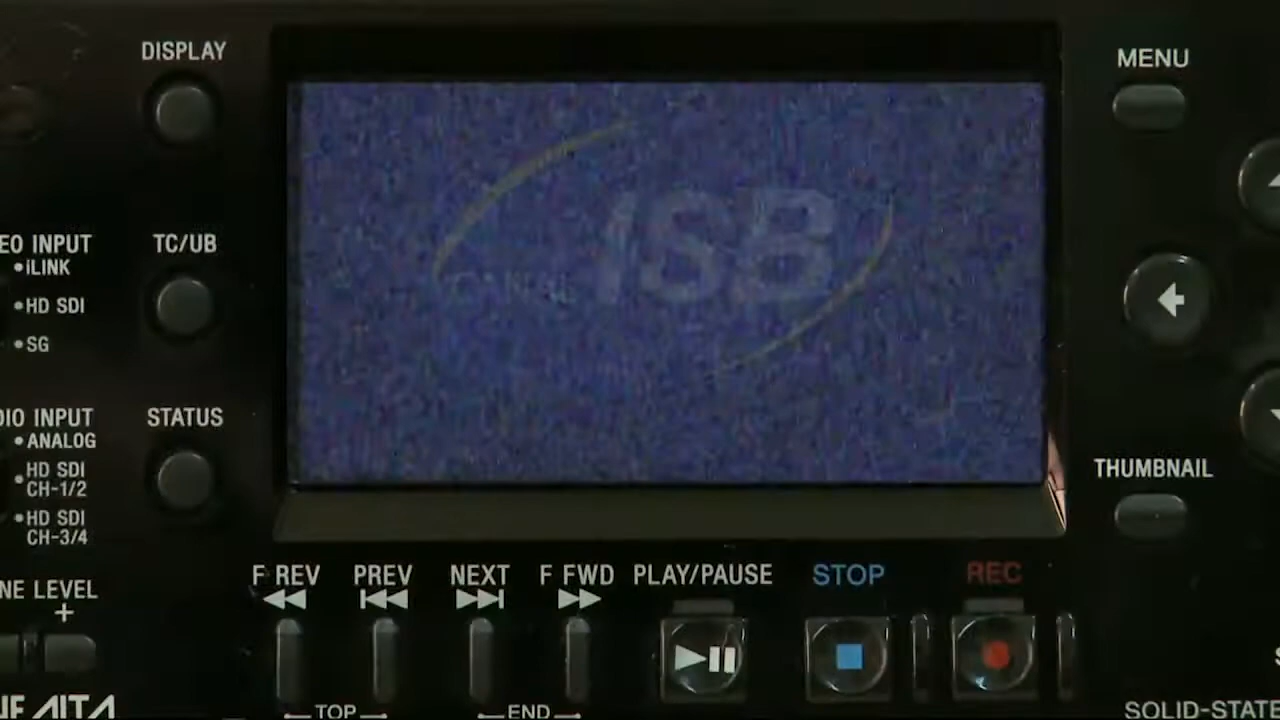 DISPLAY
MENU
EO INPUT
•iLINK
•HD SDI
•SG
TC/UB
ISB
DIO INPUT
•ANALOG
•HD SDI
CH-1/2
•HD SDI
CH-3/4
STATUS
THUMBNAIL
NE LEVEL
+
F REV
PREV
NEXT
F FWD
PLAY/PAUSE
STOP
REC
TOP
END
SOLID-STATE